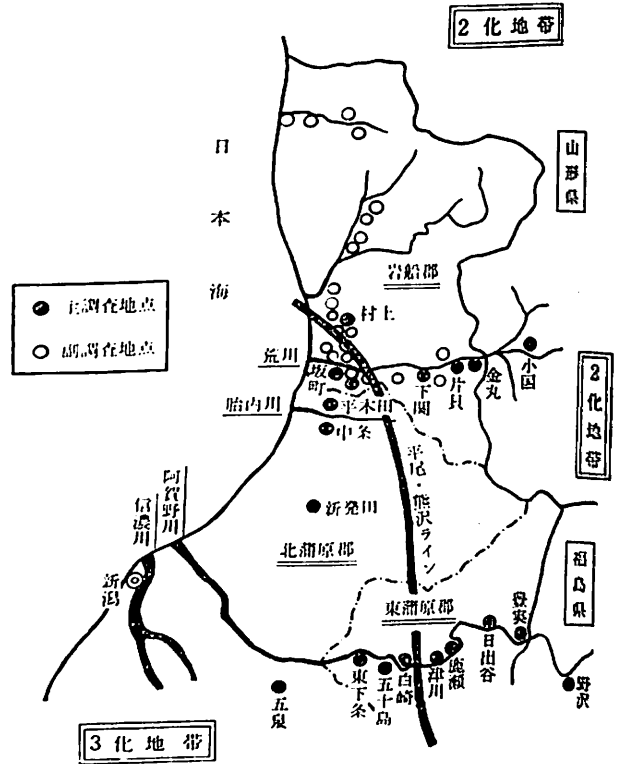 2化地帯
山形県
日本海
岩船郡
主調査地点
副調査地点
村上
荒川
坂町
小国
金丸
片貝
下関
2化地帯
胎内川
平木田
中条
平尾・熊沢ライン
新発田
阿賀野川
信濃川
北蒲原郡
福島県
新潟
東蒲原郡
豊実
日出谷
鹿瀬
津川
白崎
五十島
東下条
野沢
五泉
3化地帯